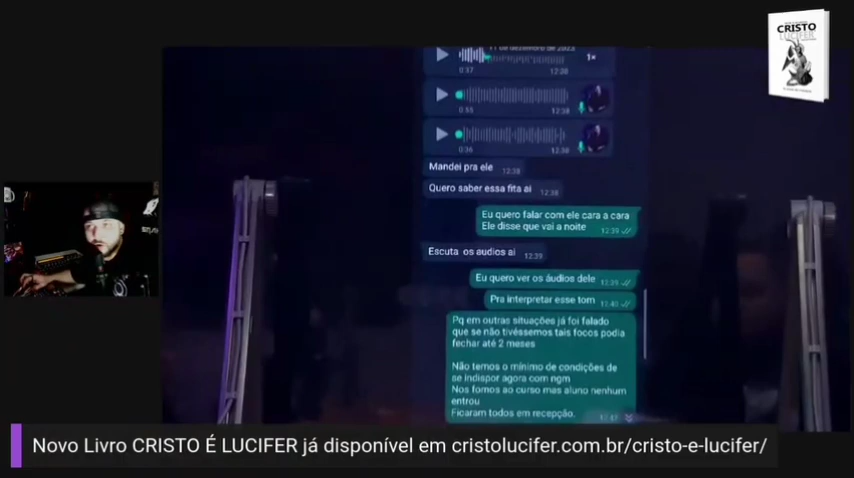 CRISTO
LUCIFER
11 de dezembro de 2023
1×
0:37
12:38
0:55
12:38
0:36
12:38
Mandei pra ele 12:38
Quero saber essa fita ai 12:38
Eu quero falar com ele cara a cara
Ele disse que vai a noite 12:39
Escuta os audios ai 12:39
Eu quero ver os áudios dele 12:39
Pra interpretar esse tom 12:40
Pq em outras situações já foi falado
que se não tivéssemos tais focos podia
fechar até 2 meses
Não temos o mínimo de condições de
se indispor agora com ngm
Nos fomos ao curso mas aluno nenhum
entrou
Ficaram todos em recepção.
Novo Livro CRISTO É LUCIFER já disponível em cristolucifer.com.br/cristo-e-lucifer/